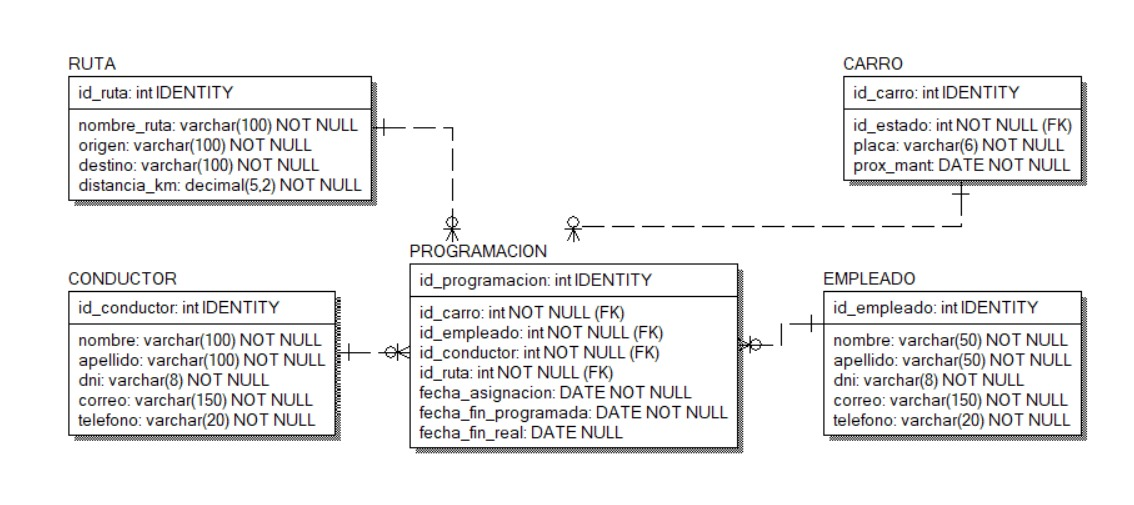 RUTA
id_ruta: int IDENTITY
nombre_ruta: varchar(100) NOT NULL
origen: varchar(100) NOT NULL
destino: varchar(100) NOT NULL
distancia_km: decimal(5,2) NOT NULL
CARRO
id_carro: int IDENTITY
id_estado: int NOT NULL (FK)
placa: varchar(6) NOT NULL
prox_mant: DATE NOT NULL
CONDUCTOR
id_conductor: int IDENTITY
nombre: varchar(100) NOT NULL
apellido: varchar(100) NOT NULL
dni: varchar(8) NOT NULL
correo: varchar(150) NOT NULL
telefono: varchar(20) NOT NULL
PROGRAMACION
id_programacion: int IDENTITY
id_carro: int NOT NULL (FK)
id_empleado: int NOT NULL (FK)
id_conductor: int NOT NULL (FK)
id_ruta: int NOT NULL (FK)
fecha_asignacion: DATE NOT NULL
fecha_fin_programada: DATE NOT NULL
fecha_fin_real: DATE NULL
EMPLEADO
id_empleado: int IDENTITY
nombre: varchar(50) NOT NULL
apellido: varchar(50) NOT NULL
dni: varchar(8) NOT NULL
correo: varchar(150) NOT NULL
telefono: varchar(20) NOT NULL